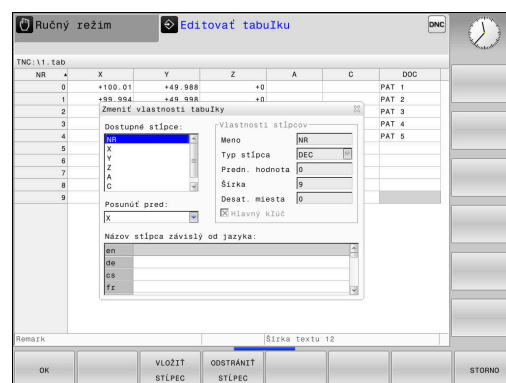 Ručný režim
Editovať tabuľku
DNC
TNC:\1.tab
NR X Y Z A C DOC
0 +100.01 +49.988 +0 PAT 1
1 +99.994 +49.998 +0 PAT 2
2 PAT 3
3 PAT 4
4 PAT 5
5
6
7
8
9
Zmeniť vlastnosti tabuľky
Dostupné stĺpce:
NR
X
Y
Z
A
C
Posunúť pred:
X
Vlastnosti stĺpcov
Meno NR
Typ stĺpca DEC
Predn. hodnota 0
Šírka 9
Desat. miesta 0
Hlavný kľúč
Názov stĺpca závislý od jazyka:
en
de
cs
fr
Remark
Šírka textu 12
OK
VLOŽIŤ STĹPEC
ODSTRÁNIŤ STĹPEC
STORNO